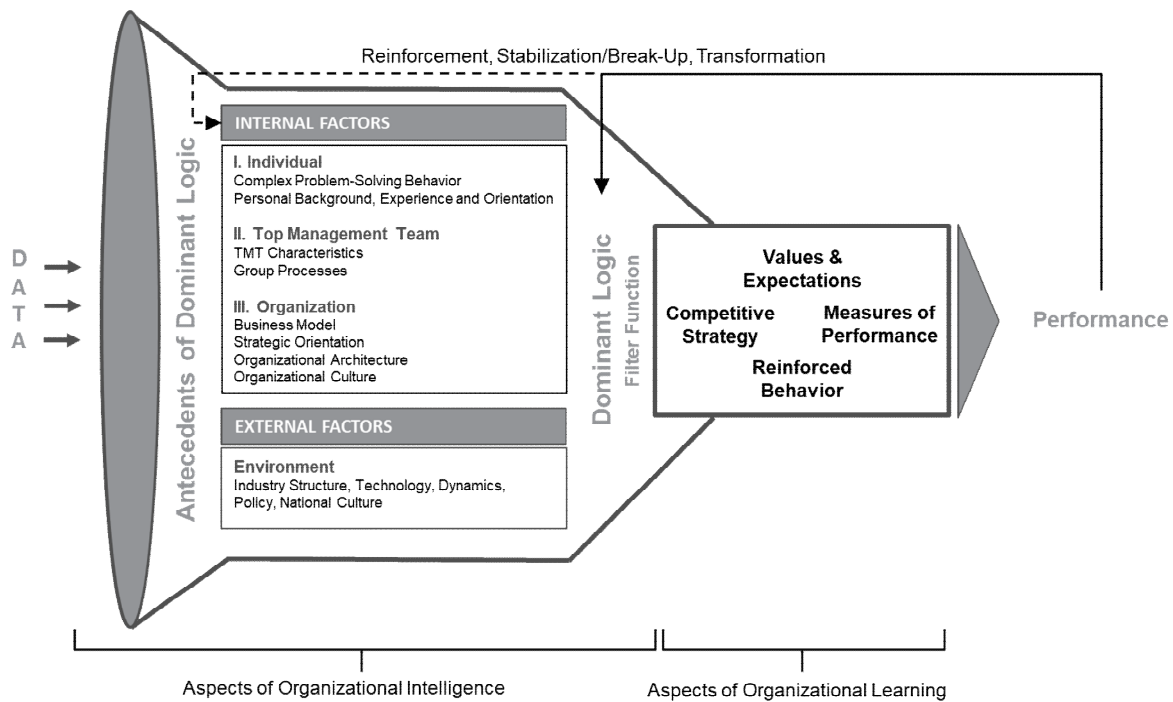 Reinforcement, Stabilization/Break-Up, Transformation
DATA
Antecedents of Dominant Logic
INTERNAL FACTORS
I. Individual
Complex Problem-Solving Behavior
Personal Background, Experience and Orientation
II. Top Management Team
TMT Characteristics
Group Processes
III. Organization
Business Model
Strategic Orientation
Organizational Architecture
Organizational Culture
EXTERNAL FACTORS
Environment
Industry Structure, Technology, Dynamics,
Policy, National Culture
Dominant Logic
Filter Function
Values &
Expectations
Competitive
Strategy
Measures of
Performance
Reinforced
Behavior
Performance
Aspects of Organizational Intelligence
Aspects of Organizational Learning